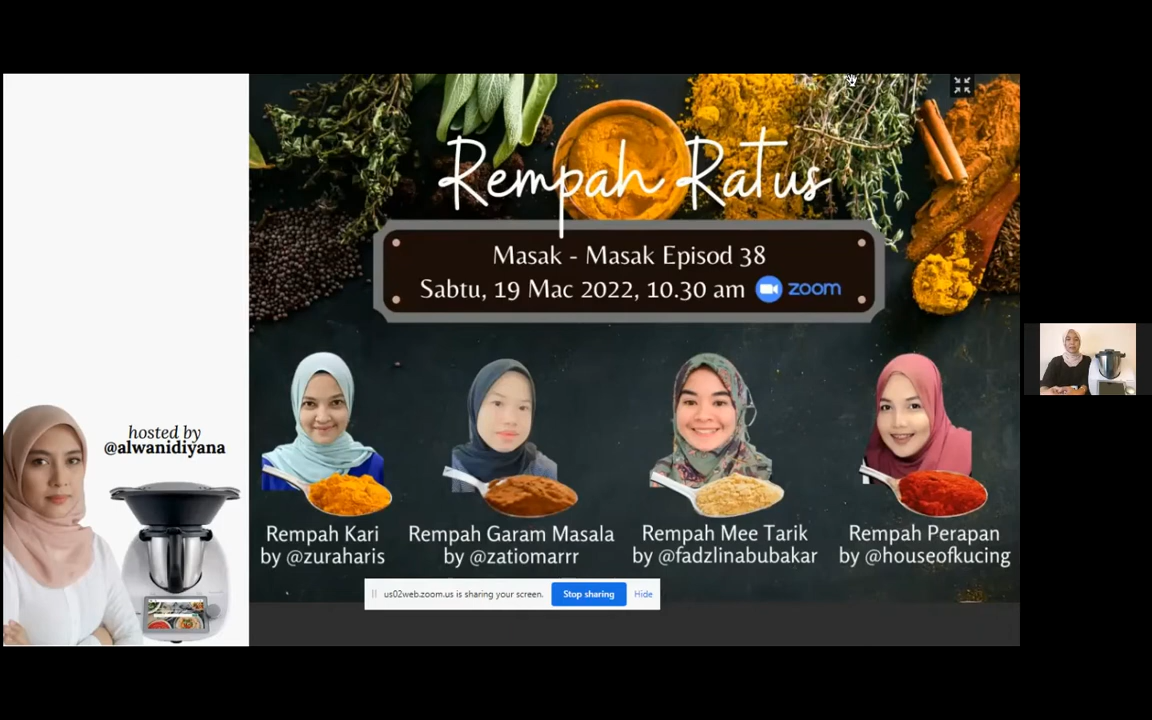 Rempah Ratus
Masak - Masak Episod 38
Sabtu, 19 Mac 2022, 10.30 am zoom
hosted by
@alwanidiyana
Rempah Kari
by @zuraharis
Rempah Garam Masala
by @zatiomarrr
Rempah Mee Tarik
by @fadzlinabubakar
Rempah Perapan
by @houseofkucing
us02web.zoom.us is sharing your screen. Stop sharing Hide